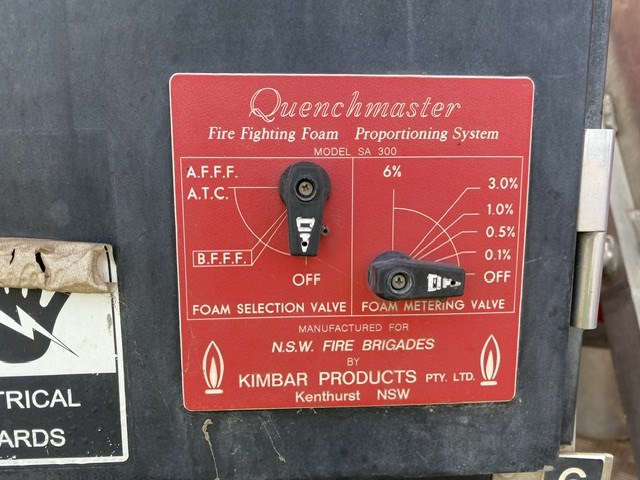 Quenchmaster
Fire Fighting Foam Proportioning System
MODEL SA 300
A.F.F.F.
A.T.C.
B.F.F.F.
OFF
FOAM SELECTION VALVE
6%
3.0%
1.0%
0.5%
0.1%
OFF
FOAM METERING VALVE
MANUFACTURED FOR
N.S.W. FIRE BRIGADES
BY
KIMBAR PRODUCTS PTY. LTD.
Kenthurst NSW
TRICAL
ARDS